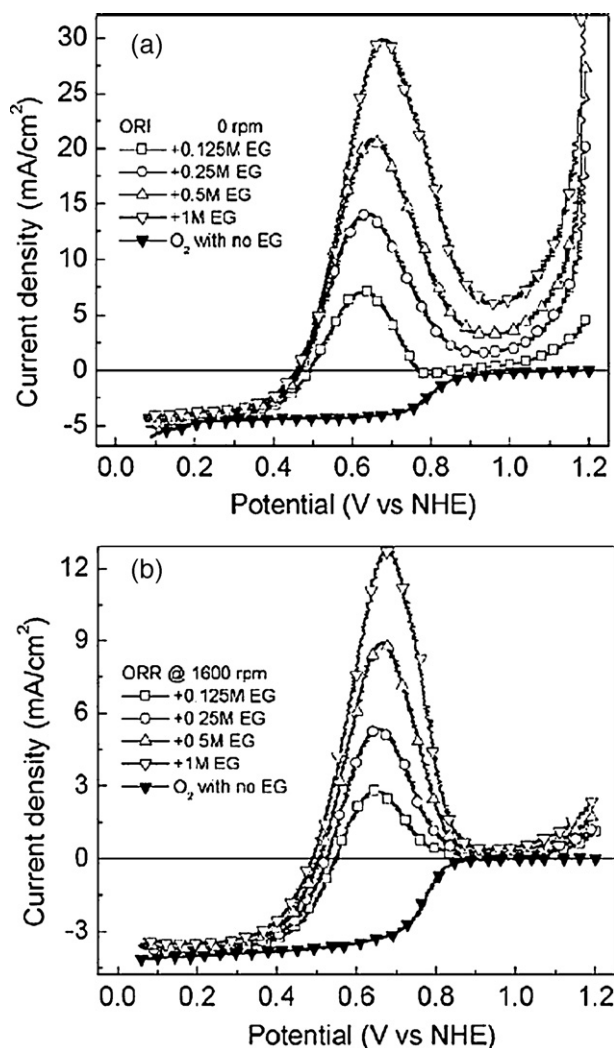 (a)
30
25
20
15
10
5
0
-5
ORI 0 rpm
+0.125M EG
+0.25M EG
+0.5M EG
+1M EG
O₂ with no EG
Current density (mA/cm²)
0.0 0.2 0.4 0.6 0.8 1.0 1.2
Potential (V vs NHE)
(b)
12
9
6
3
0
-3
ORR @ 1600 rpm
+0.125M EG
+0.25M EG
+0.5M EG
+1M EG
O₂ with no EG
Current density (mA/cm²)
0.0 0.2 0.4 0.6 0.8 1.0 1.2
Potential (V vs NHE)